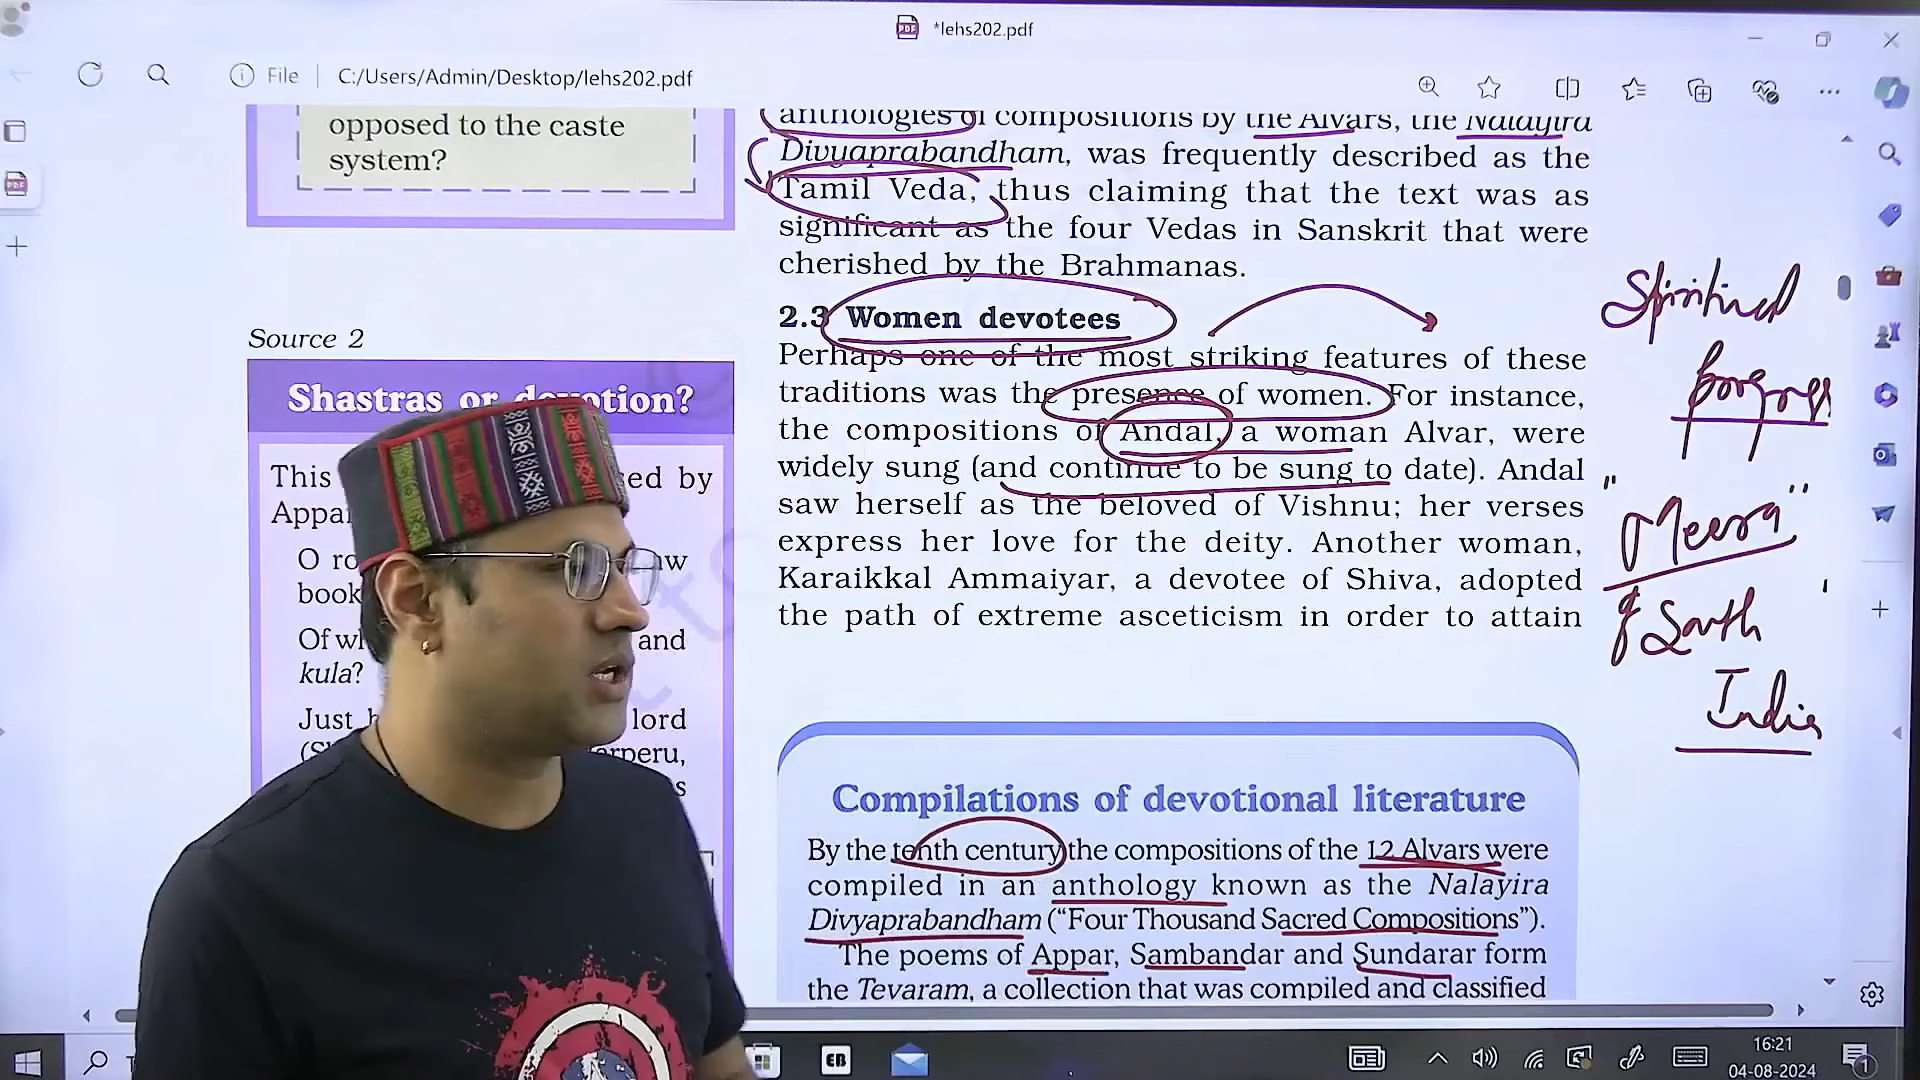 *lehs202.pdf
File
C:/Users/Admin/Desktop/lehs202.pdf
opposed to the caste
system?
Source 2
Shastras or devotion?
This
sed by
Appa
O ro
aw
book
Of wh
and
kula?
Just h
lord
(S
arperu,
s
anthologies of compositions by the Alvars, the Nalayira
Divyaprabandham, was frequently described as the
Tamil Veda, thus claiming that the text was as
significant as the four Vedas in Sanskrit that were
cherished by the Brahmanas.
2.3 Women devotees
Perhaps one of the most striking features of these
traditions was the presence of women. For instance,
the compositions of Andal, a woman Alvar, were
widely sung (and continue to be sung to date). Andal
saw herself as the beloved of Vishnu; her verses
express her love for the deity. Another woman,
Karaikkal Ammaiyar, a devotee of Shiva, adopted
the path of extreme asceticism in order to attain
Compilations of devotional literature
By the tenth century the compositions of the 12 Alvars were
compiled in an anthology known as the Nalayira
Divyaprabandham (“Four Thousand Sacred Compositions”).
The poems of Appar, Sambandar and Sundarar form
the Tevaram, a collection that was compiled and classified
Spiritual
"Meera"
of South
India
EB
16:21
04-08-2024
1